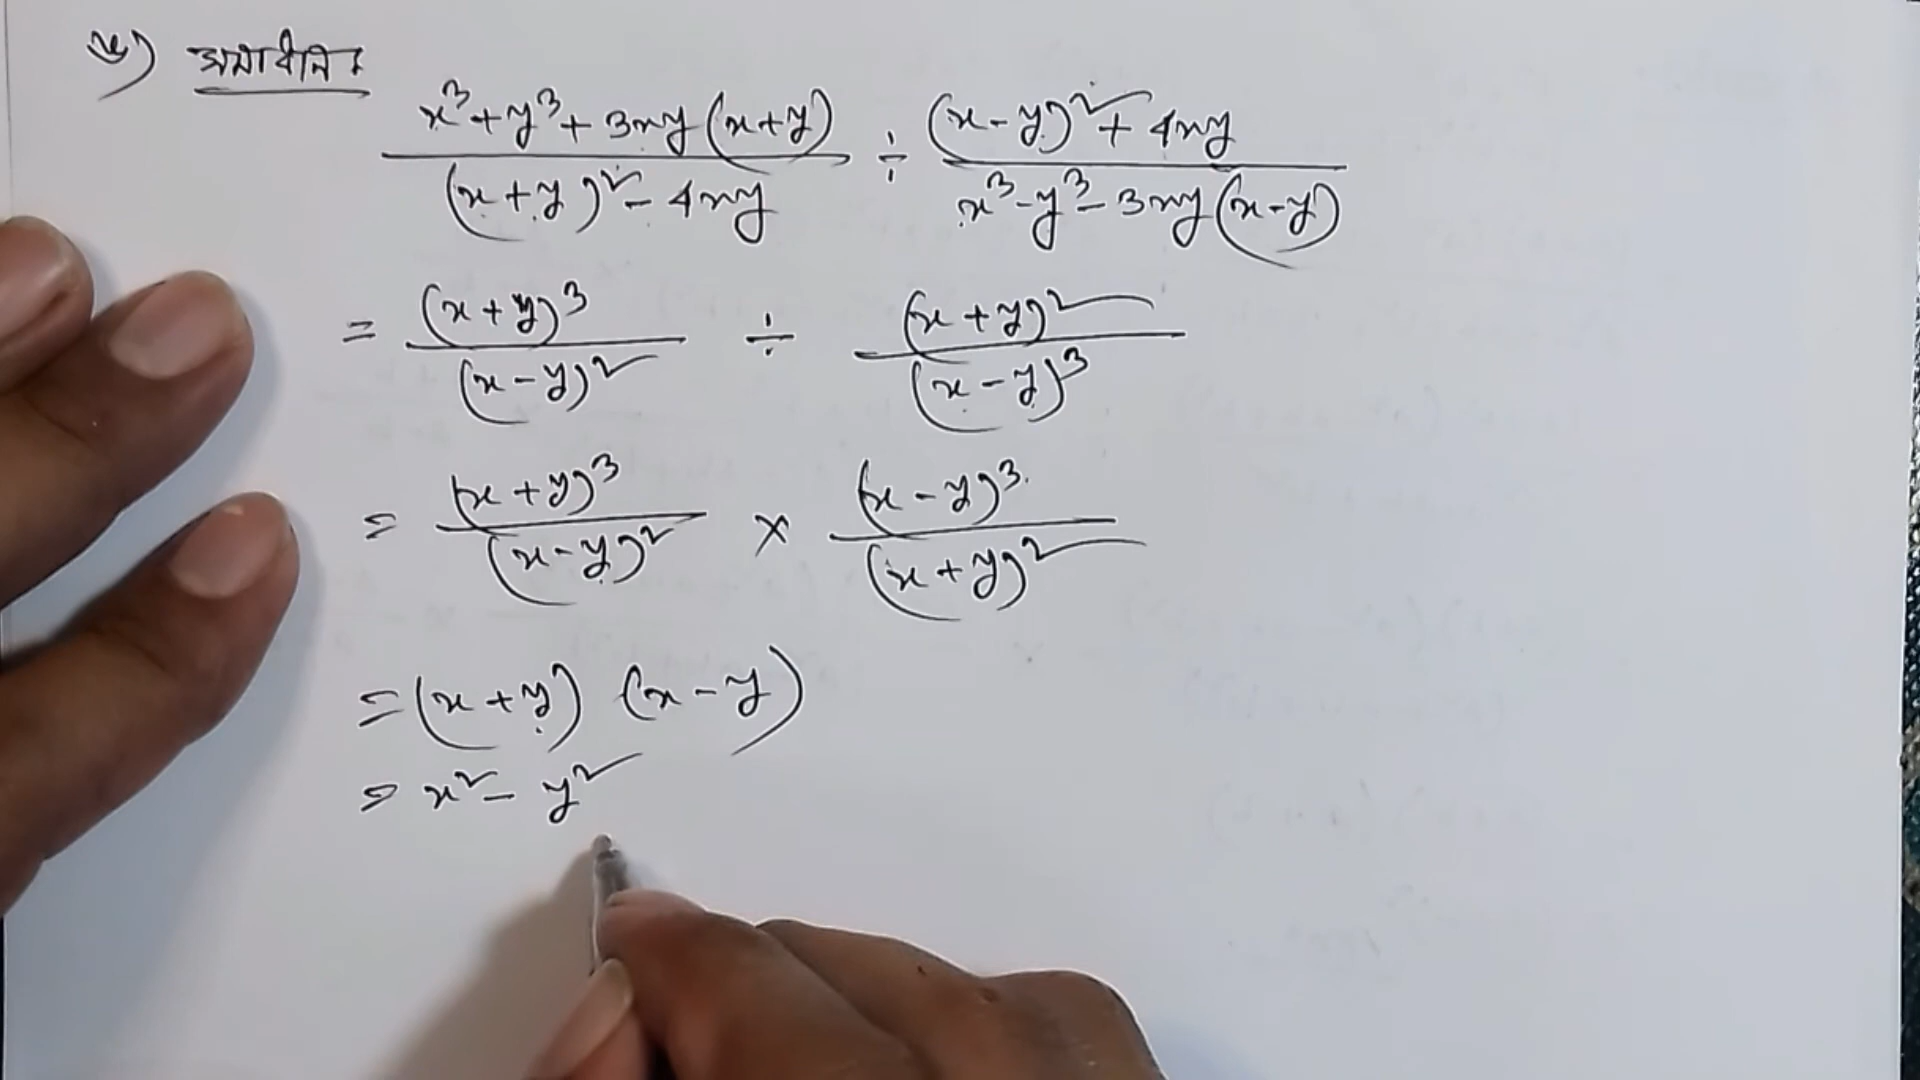 ঙ) সমাধানঃ
(x³+y³+3xy(x+y))/((x+y)²-4xy) ÷ ((x-y)²+4xy)/(x³-y³-3xy(x-y))
= (x+y)³/(x-y)² ÷ (x+y)²/(x-y)³
= (x+y)³/(x-y)² × (x-y)³/(x+y)²
= (x+y) (x-y)
= x²-y²